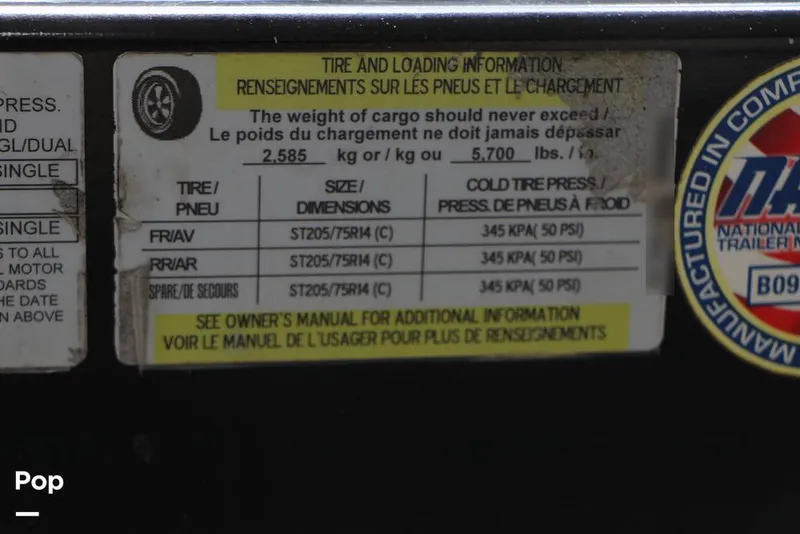 PRESS.
GL/DUAL
SINGLE
SINGLE
S TO ALL
MOTOR
DARDS
HE DATE
N ABOVE
TIRE AND LOADING INFORMATION
RENSEIGNEMENTS SUR LES PNEUS ET LE CHARGEMENT
The weight of cargo should never exceed /
Le poids du chargement ne doit jamais dépassar
2,585 kg or / kg ou 5,700 lbs. /
TIRE/ SIZE/ COLD TIRE PRESS./
PNEU DIMENSIONS PRESS. DE PNEUS À FROID
FR/AV ST205/75R14 (C) 345 KPA( 50 PSI)
RR/AR ST205/75R14 (C) 345 KPA( 50 PSI)
SPARE/DE SECOURS ST205/75R14 (C) 345 KPA( 50 PSI)
SEE OWNER'S MANUAL FOR ADDITIONAL INFORMATION
VOIR LE MANUEL DE L'USAGER POUR PLUS DE RENSEIGNEMENTS
MANUFACTURED IN COMP
NA
NATIONAL
TRAILER M
B09
Pop